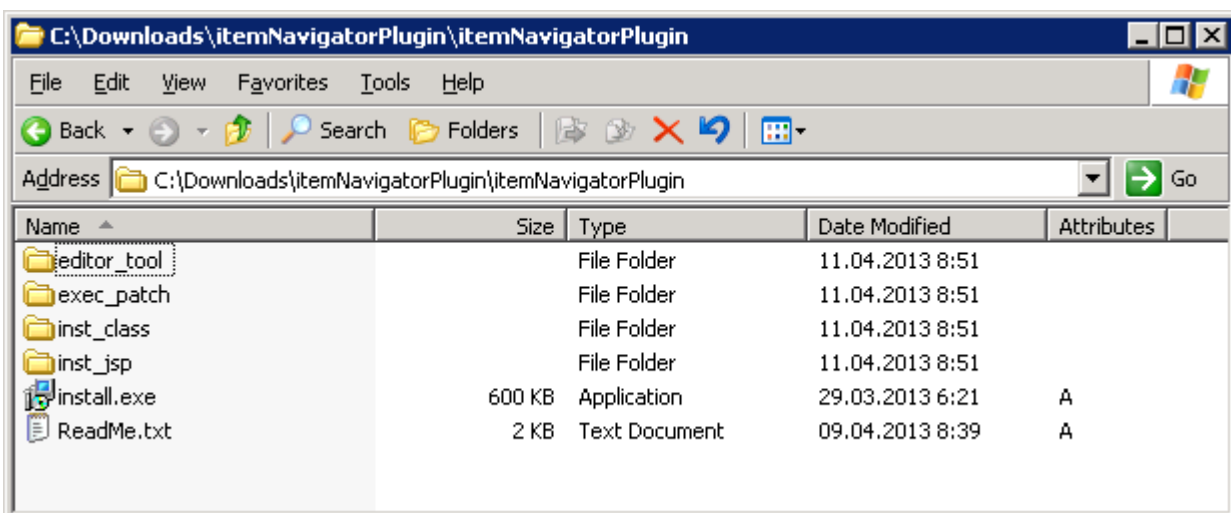 C:\Downloads\itemNavigatorPlugin\itemNavigatorPlugin
File Edit View Favorites Tools Help
Back Search Folders
Address C:\Downloads\itemNavigatorPlugin\itemNavigatorPlugin Go
Name Size Type Date Modified Attributes
editor_tool File Folder 11.04.2013 8:51
exec_patch File Folder 11.04.2013 8:51
inst_class File Folder 11.04.2013 8:51
inst_jsp File Folder 11.04.2013 8:51
install.exe 600 KB Application 29.03.2013 6:21 A
ReadMe.txt 2 KB Text Document 09.04.2013 8:39 A